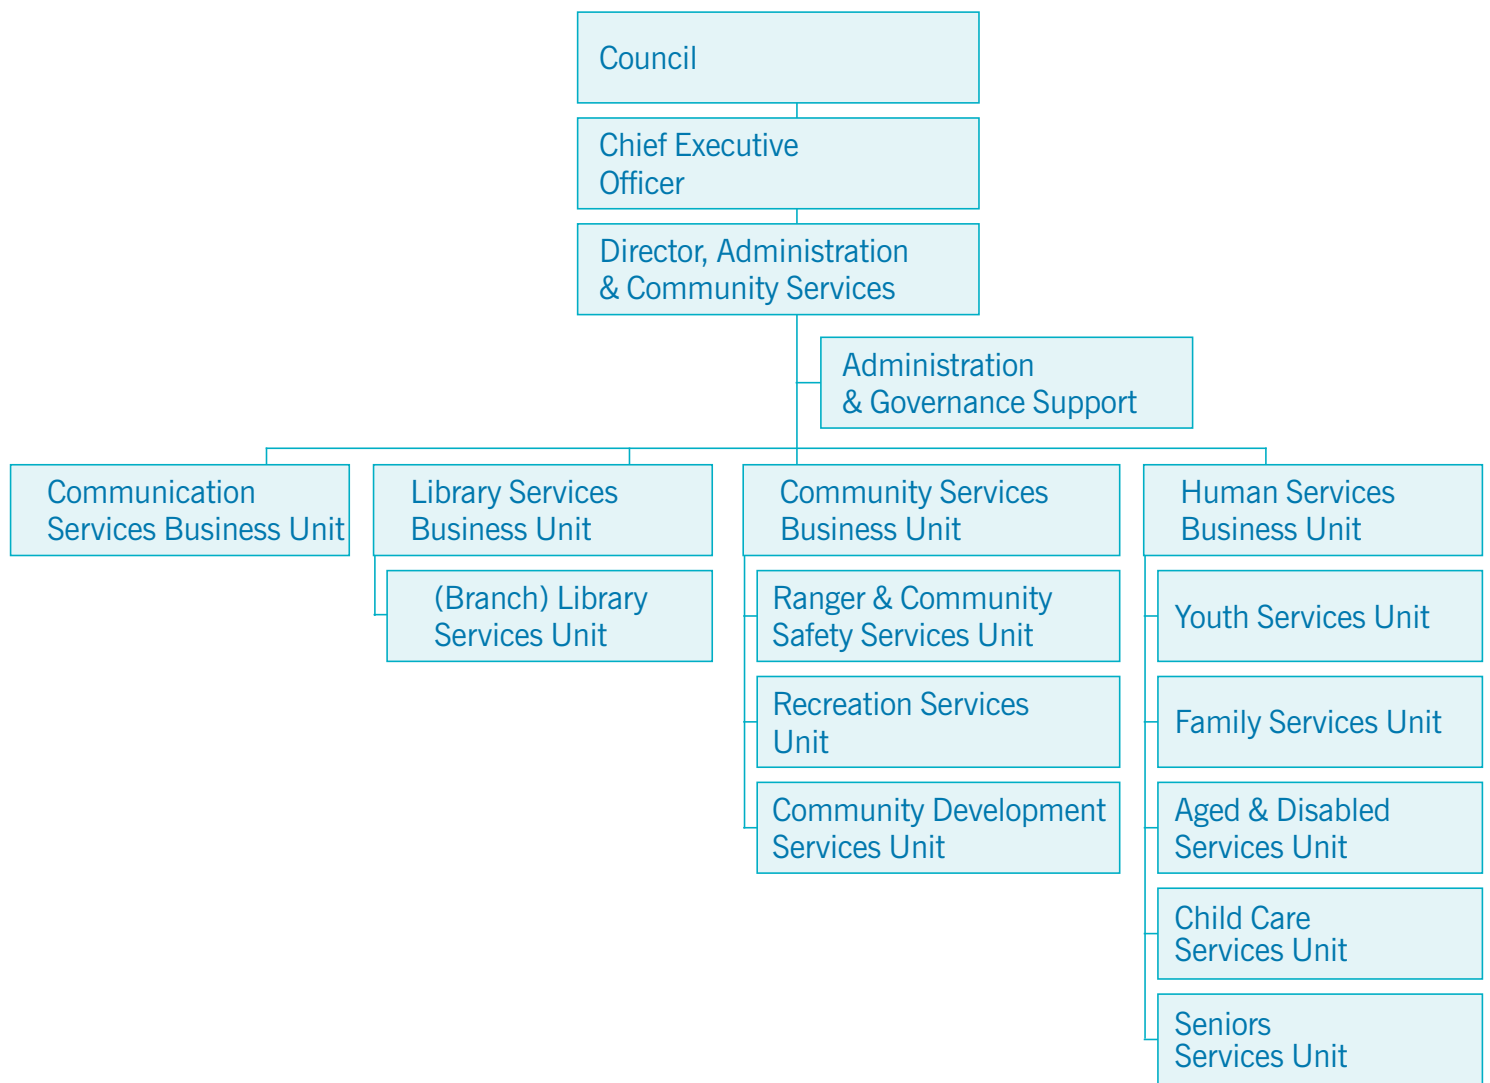 Council
Chief Executive
Officer
Director, Administration
& Community Services
Administration
& Governance Support
Communication
Services Business Unit
Library Services
Business Unit
(Branch) Library
Services Unit
Community Services
Business Unit
Ranger & Community
Safety Services Unit
Recreation Services
Unit
Community Development
Services Unit
Human Services
Business Unit
Youth Services Unit
Family Services Unit
Aged & Disabled
Services Unit
Child Care
Services Unit
Seniors
Services Unit